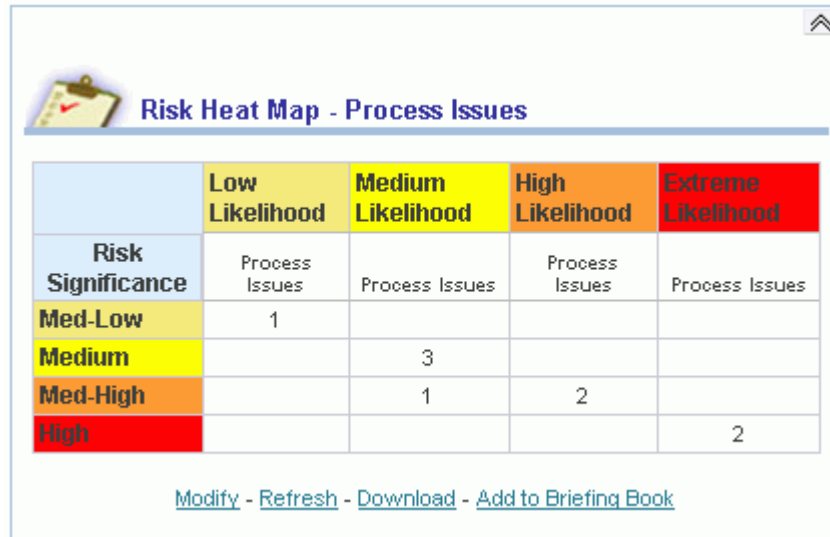 Risk Heat Map - Process Issues
Low Likelihood Medium Likelihood High Likelihood Extreme Likelihood
Risk Significance Process Issues Process Issues Process Issues Process Issues
Med-Low 1
Medium 3
Med-High 1 2
High 2
Modify - Refresh - Download - Add to Briefing Book